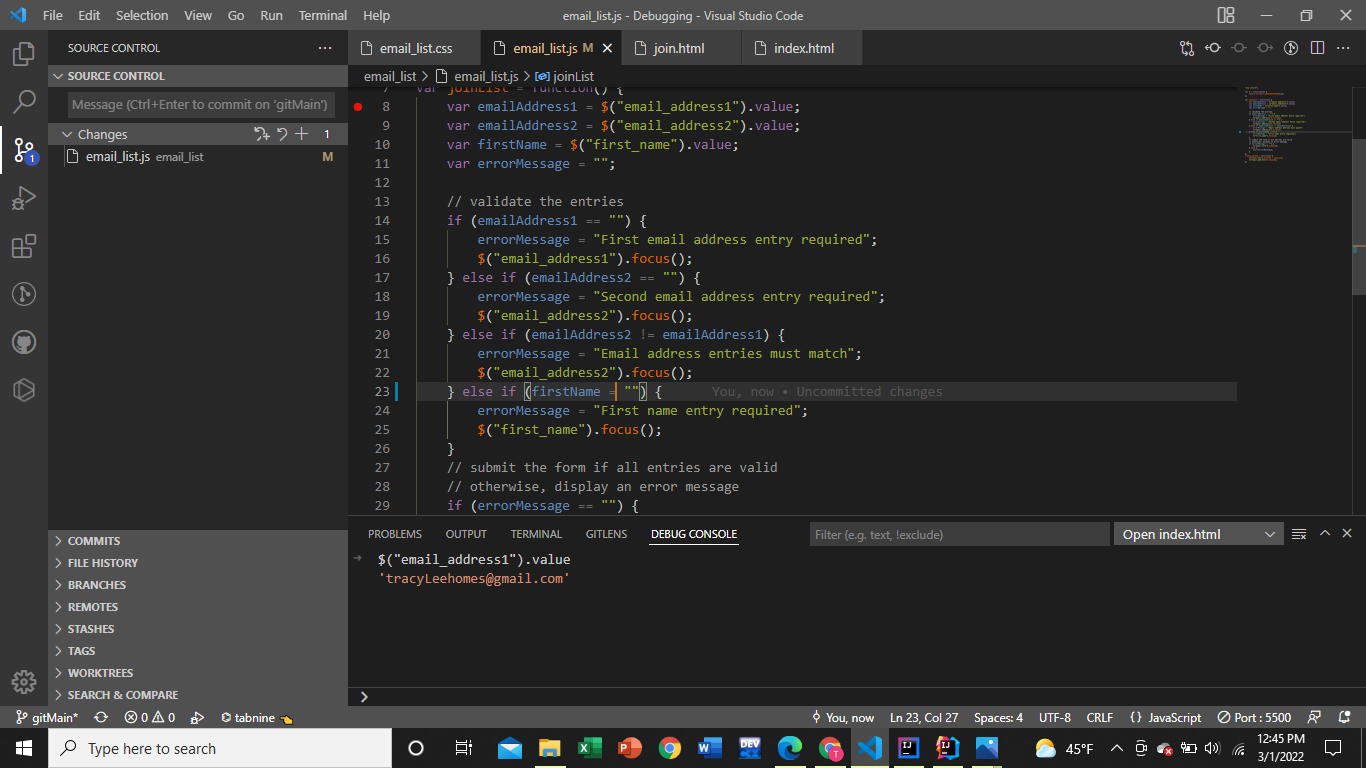 File Edit Selection View Go Run Terminal Help email_list.js - Debugging - Visual Studio Code
SOURCE CONTROL
SOURCE CONTROL
Message (Ctrl+Enter to commit on 'gitMain')
Changes 1
email_list.js email_list M
1
COMMITS
FILE HISTORY
BRANCHES
REMOTES
STASHES
TAGS
WORKTREES
SEARCH & COMPARE
email_list.css email_list.js M join.html index.html
email_list > email_list.js > joinList
7 var joinList = function() {
8 var emailAddress1 = $("email_address1").value;
9 var emailAddress2 = $("email_address2").value;
10 var firstName = $("first_name").value;
11 var errorMessage = "";
12
13 // validate the entries
14 if (emailAddress1 == "") {
15 errorMessage = "First email address entry required";
16 $("email_address1").focus();
17 } else if (emailAddress2 == "") {
18 errorMessage = "Second email address entry required";
19 $("email_address2").focus();
20 } else if (emailAddress2 != emailAddress1) {
21 errorMessage = "Email address entries must match";
22 $("email_address2").focus();
23 } else if (firstName = "") { You, now • Uncommitted changes
24 errorMessage = "First name entry required";
25 $("first_name").focus();
26 }
27 // submit the form if all entries are valid
28 // otherwise, display an error message
29 if (errorMessage == "") {
PROBLEMS OUTPUT TERMINAL GITLENS DEBUG CONSOLE Filter (e.g. text, !exclude) Open index.html
$("email_address1").value
'tracyLeehomes@gmail.com'
gitMain* 0 0 tabnine You, now Ln 23, Col 27 Spaces: 4 UTF-8 CRLF {} JavaScript Port : 5500
Type here to search
DEV
C++
T
IJ
IJ
45°F
12:45 PM
3/1/2022